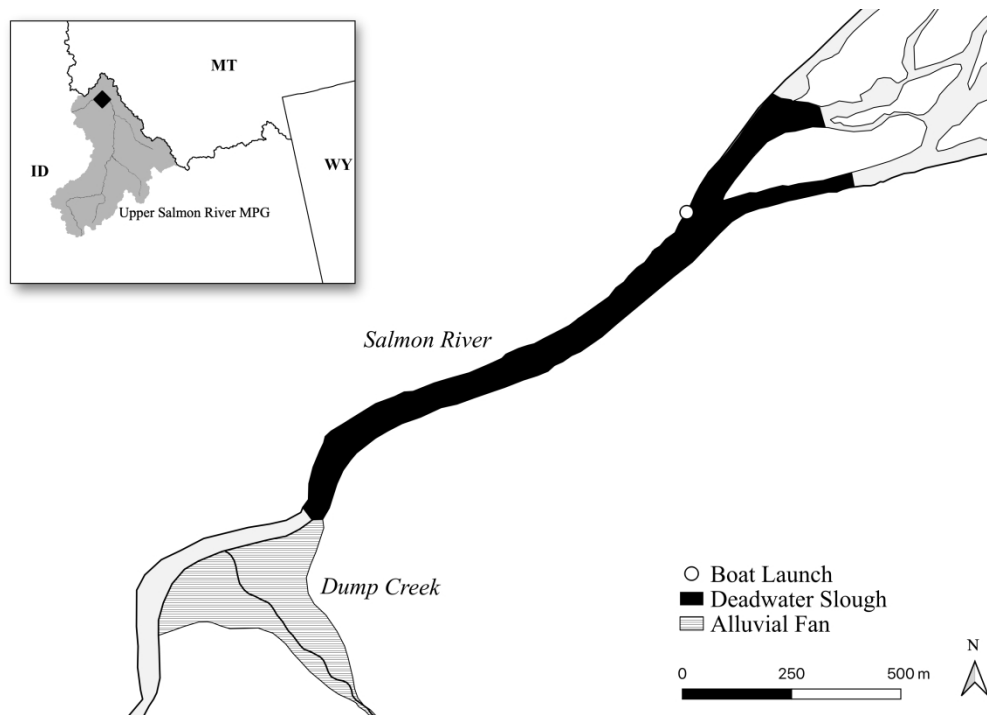 MT
ID
WY
Upper Salmon River MPG
Salmon River
Dump Creek
Boat Launch
Deadwater Slough
Alluvial Fan
N
0 250 500 m